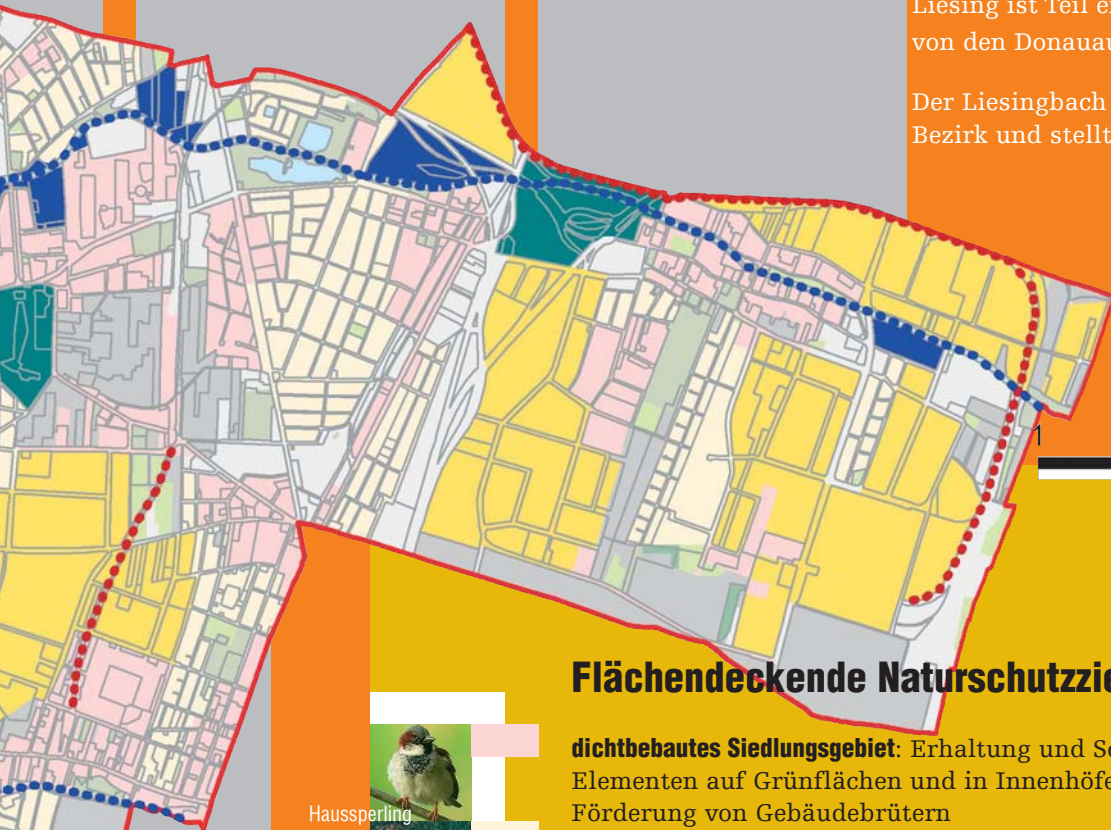 Liesing ist Teil
von den Donauau
Der Liesingbach
Bezirk und stellt
1
Flächendeckende Naturschutzzie
dichtbebautes Siedlungsgebiet: Erhaltung und
Elementen auf Grünflächen und in Innenhöfe
Förderung von Gebäudebrütern
Haussperling